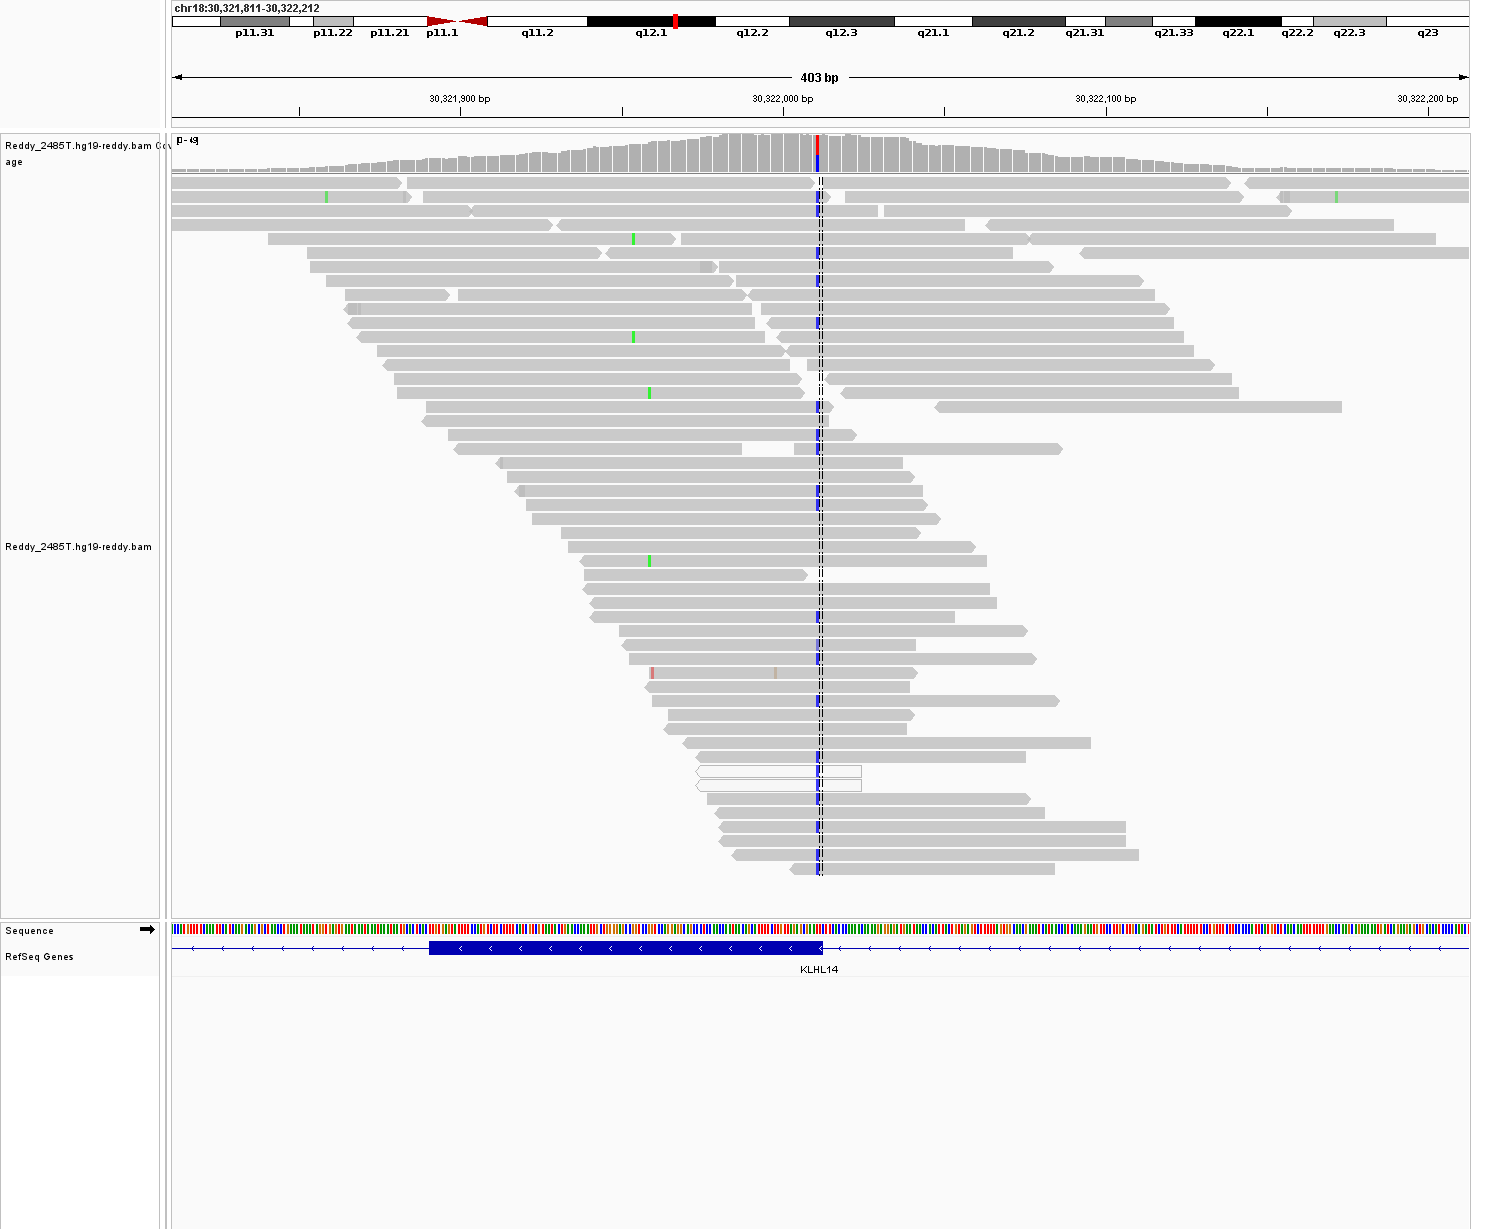 chr18:30,321,811-30,322,212
p11.31 p11.22 p11.21 p11.1 q11.2 q12.1 q12.2 q12.3 q21.1 q21.2 q21.31 q21.33 q22.1 q22.2 q22.3 q23
403 bp
30,321,900 bp 30,322,000 bp 30,322,100 bp 30,322,200 bp
Reddy_2485T.hg19-reddy.bam Cov
age
Reddy_2485T.hg19-reddy.bam
Sequence
RefSeq Genes
KLHL14